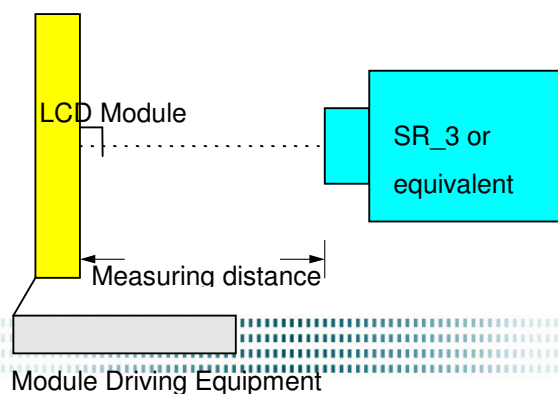 LCD Module
SR_3 or
equivalent
Measuring distance
Module Driving Equipment